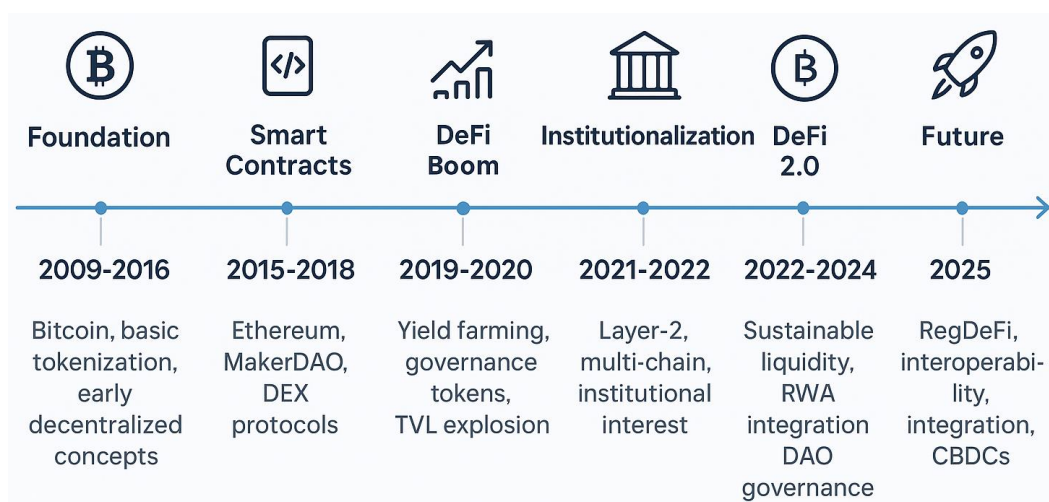 Foundation
Smart
Contracts
DeFi
Boom
Institutionalization
DeFi
2.0
Future
2009-2016
2015-2018
2019-2020
2021-2022
2022-2024
2025
Bitcoin, basic
tokenization,
early
decentralized
concepts
Ethereum,
MakerDAO,
DEX
protocols
Yield farming,
governance
tokens,
TVL explosion
Layer-2,
multi-chain,
institutional
interest
Sustainable
liquidity,
RWA
integration
DAO
governance
RegDeFi,
interoperabi-
lity,
integration,
CBDCs